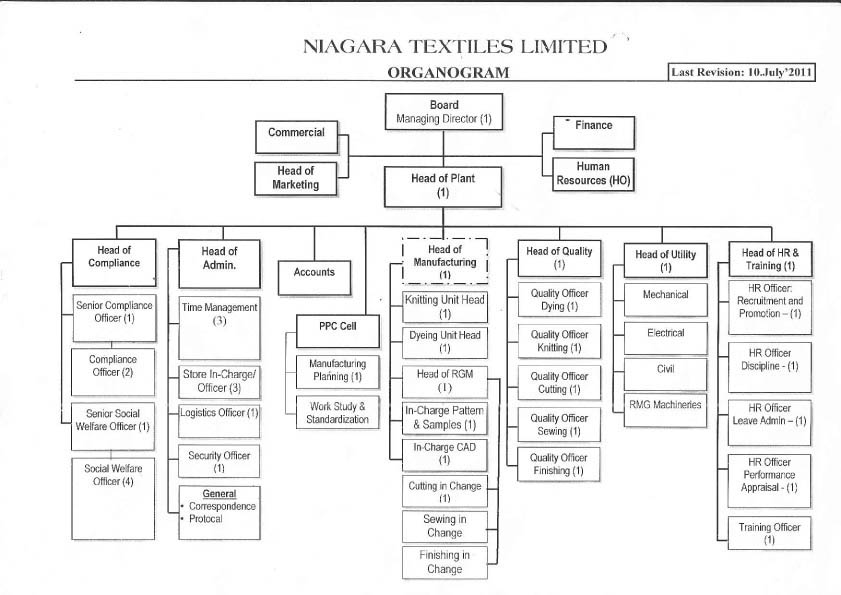 NIAGARA TEXTILES LIMITED
ORGANOGRAM
Last Revision: 10.July'2011
Board
Managing Director (1)
Commercial
Finance
Head of
Marketing
Head of Plant
(1)
Human
Resources (HO)
Head of
Compliance
Senior Compliance
Officer (1)
Compliance
Officer (2)
Senior Social
Welfare Officer (1)
Social Welfare
Officer (4)
Head of
Admin.
Time Management
(3)
Store In-Charge/
Officer (3)
Logistics Officer (1)
Security Officer
(1)
General
• Correspondence
• Protocal
Accounts
PPC Cell
Manufacturing
Planning (1)
Work Study &
Standardization
Head of
Manufacturing
(1)
Knitting Unit Head
(1)
Dyeing Unit Head
(1)
Head of RGM
(1)
In-Charge Pattern
& Samples (1)
In-Charge CAD
(1)
Cutting in Change
(1)
Sewing in
Change
Finishing in
Change
Head of Quality
(1)
Quality Officer
Dying (1)
Quality Officer
Knitting (1)
Quality Officer
Cutting (1)
Quality Officer
Sewing (1)
Quality Officer
Finishing (1)
Head of Utility
(1)
Mechanical
Electrical
Civil
RMG Machineries
Head of HR &
Training (1)
HR Officer:
Recruitment and
Promotion – (1)
HR Officer
Discipline - (1)
HR Officer
Leave Admin – (1)
HR Officer
Performance
Appraisal - (1)
Training Officer
(1)